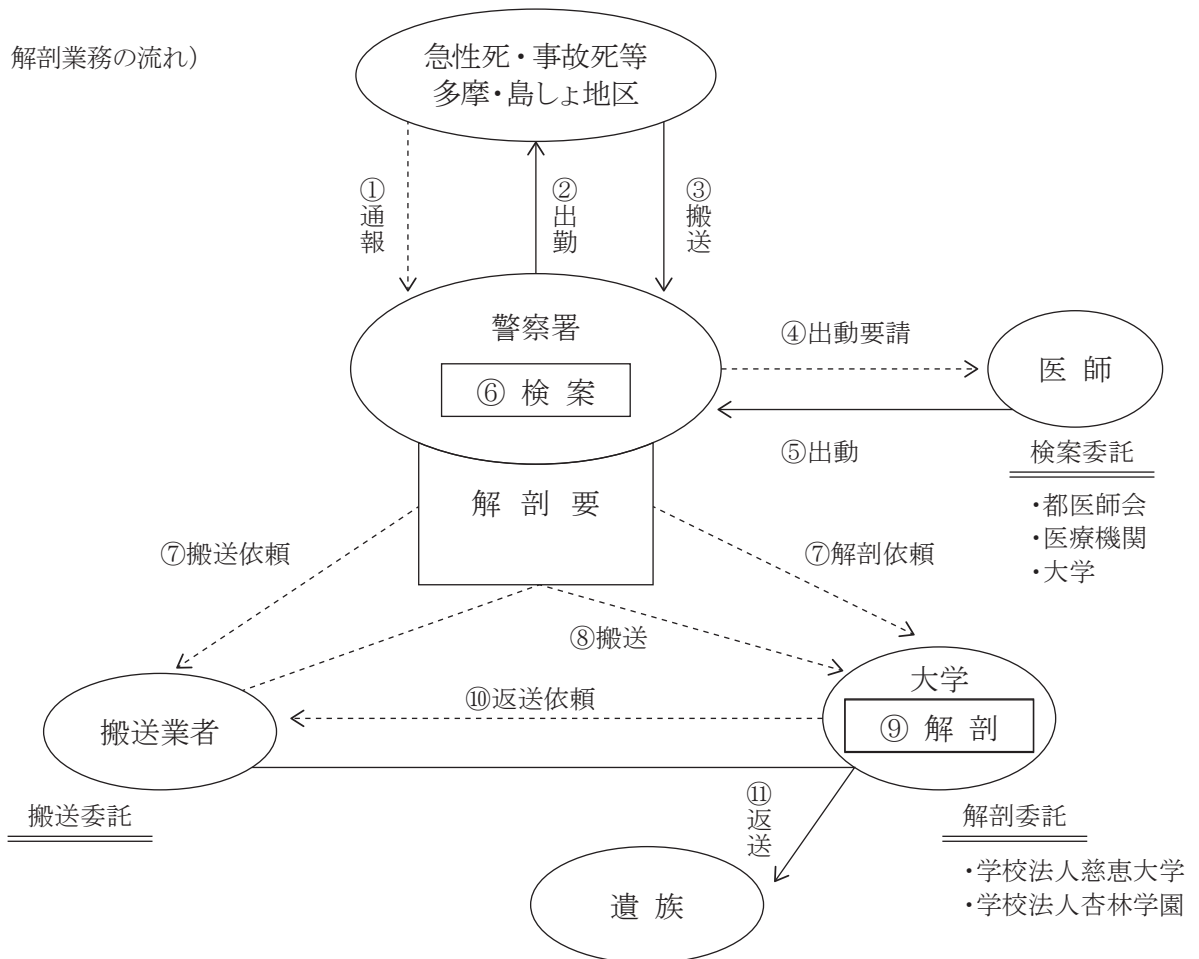 解剖業務の流れ）
急性死・事故死等
多摩・島しょ地区
①通報
②出勤
③搬送
警察署
⑥ 検 案
④出動要請
医 師
⑤出動
検案委託
・都医師会
・医療機関
・大学
解 剖 要
⑦搬送依頼
⑦解剖依頼
⑧搬送
大学
⑨ 解 剖
⑩返送依頼
搬送業者
搬送委託
⑪返送
解剖委託
・学校法人慈恵大学
・学校法人杏林学園
遺 族